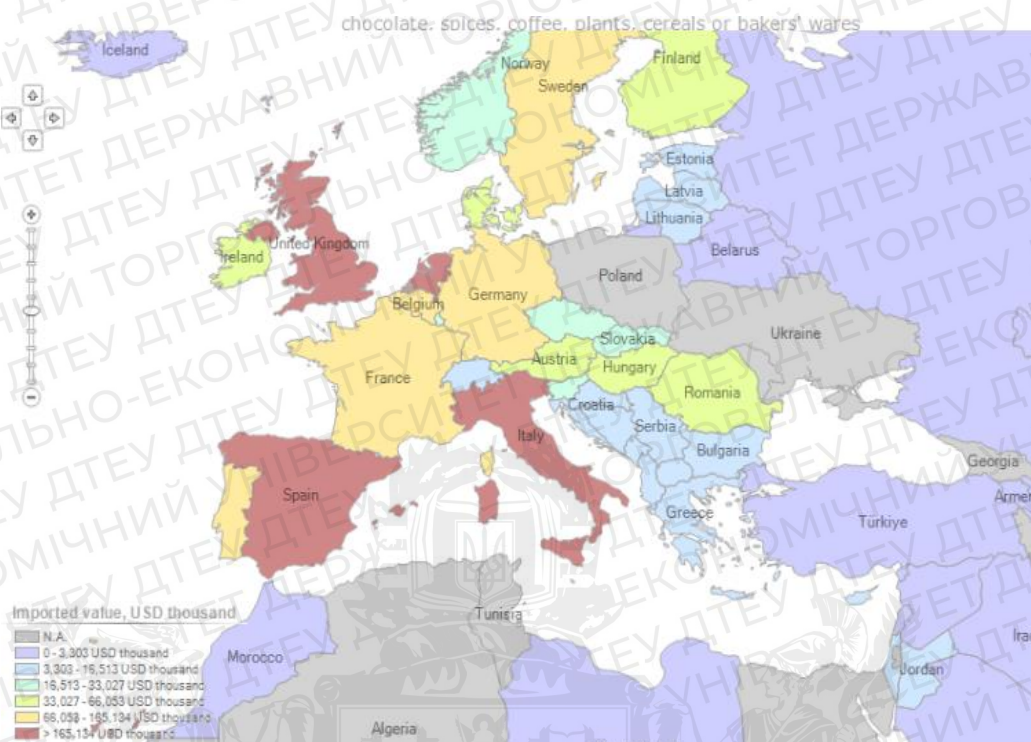 chocolate, spices, coffee, plants, cereals or bakers' wares
Iceland
Norway
Finland
Sweden
Estonia
Latvia
Lithuania
Belarus
United Kingdom
Ireland
Poland
Belgium
Germany
Ukraine
Slovakia
Austria
Hungary
France
Romania
Croatia
Serbia
Italy
Bulgaria
Georgia
Spain
Greece
Türkiye
Tunisia
Morocco
Jordan
Algeria
Imported value, USD thousand
N.A.
0 - 3,303 USD thousand
3,303 - 16,513 USD thousand
16,513 - 33,027 USD thousand
33,027 - 66,053 USD thousand
66,053 - 165,134 USD thousand
> 165,134 USD thousand